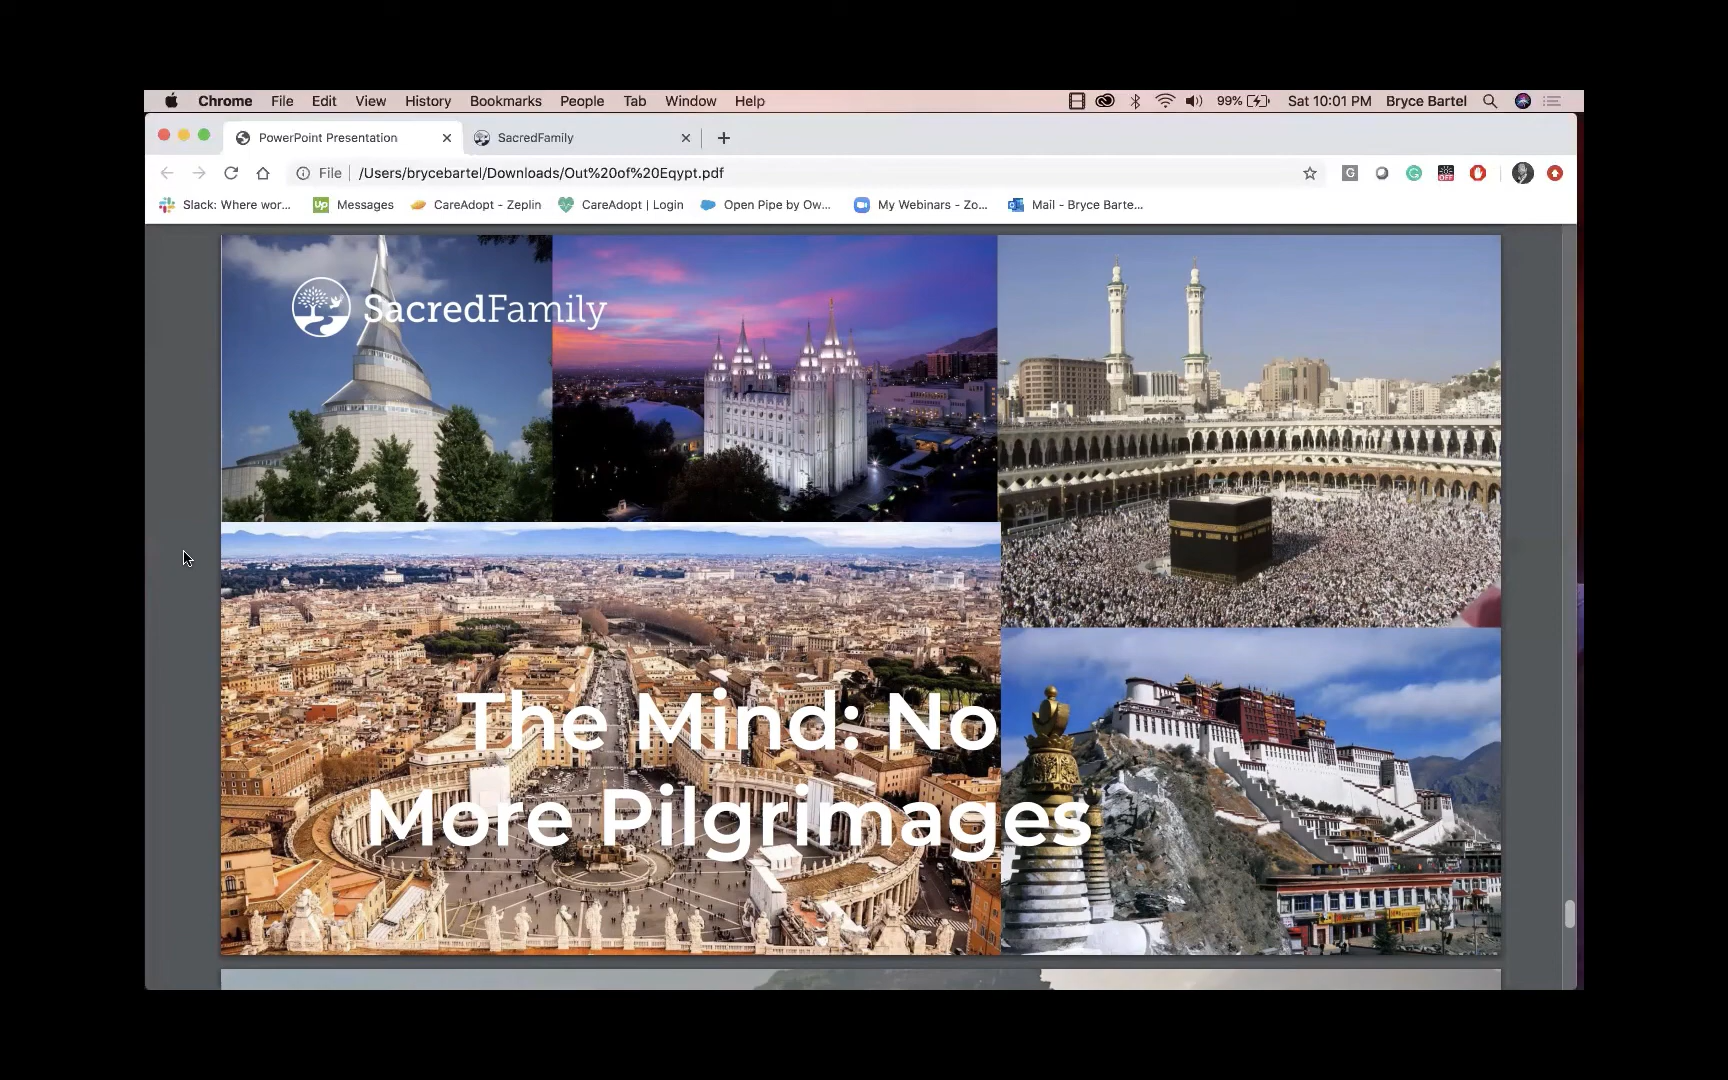 Chrome File Edit View History Bookmarks People Tab Window Help 99% Sat 10:01 PM Bryce Bartel
PowerPoint Presentation SacredFamily
File /Users/brycebartel/Downloads/Out%20of%20Eqypt.pdf
Slack: Where wor... Up Messages CareAdopt - Zeplin CareAdopt | Login Open Pipe by Ow... My Webinars - Zo... Mail - Bryce Barte...
SacredFamily
The Mind: No
More Pilgrimages